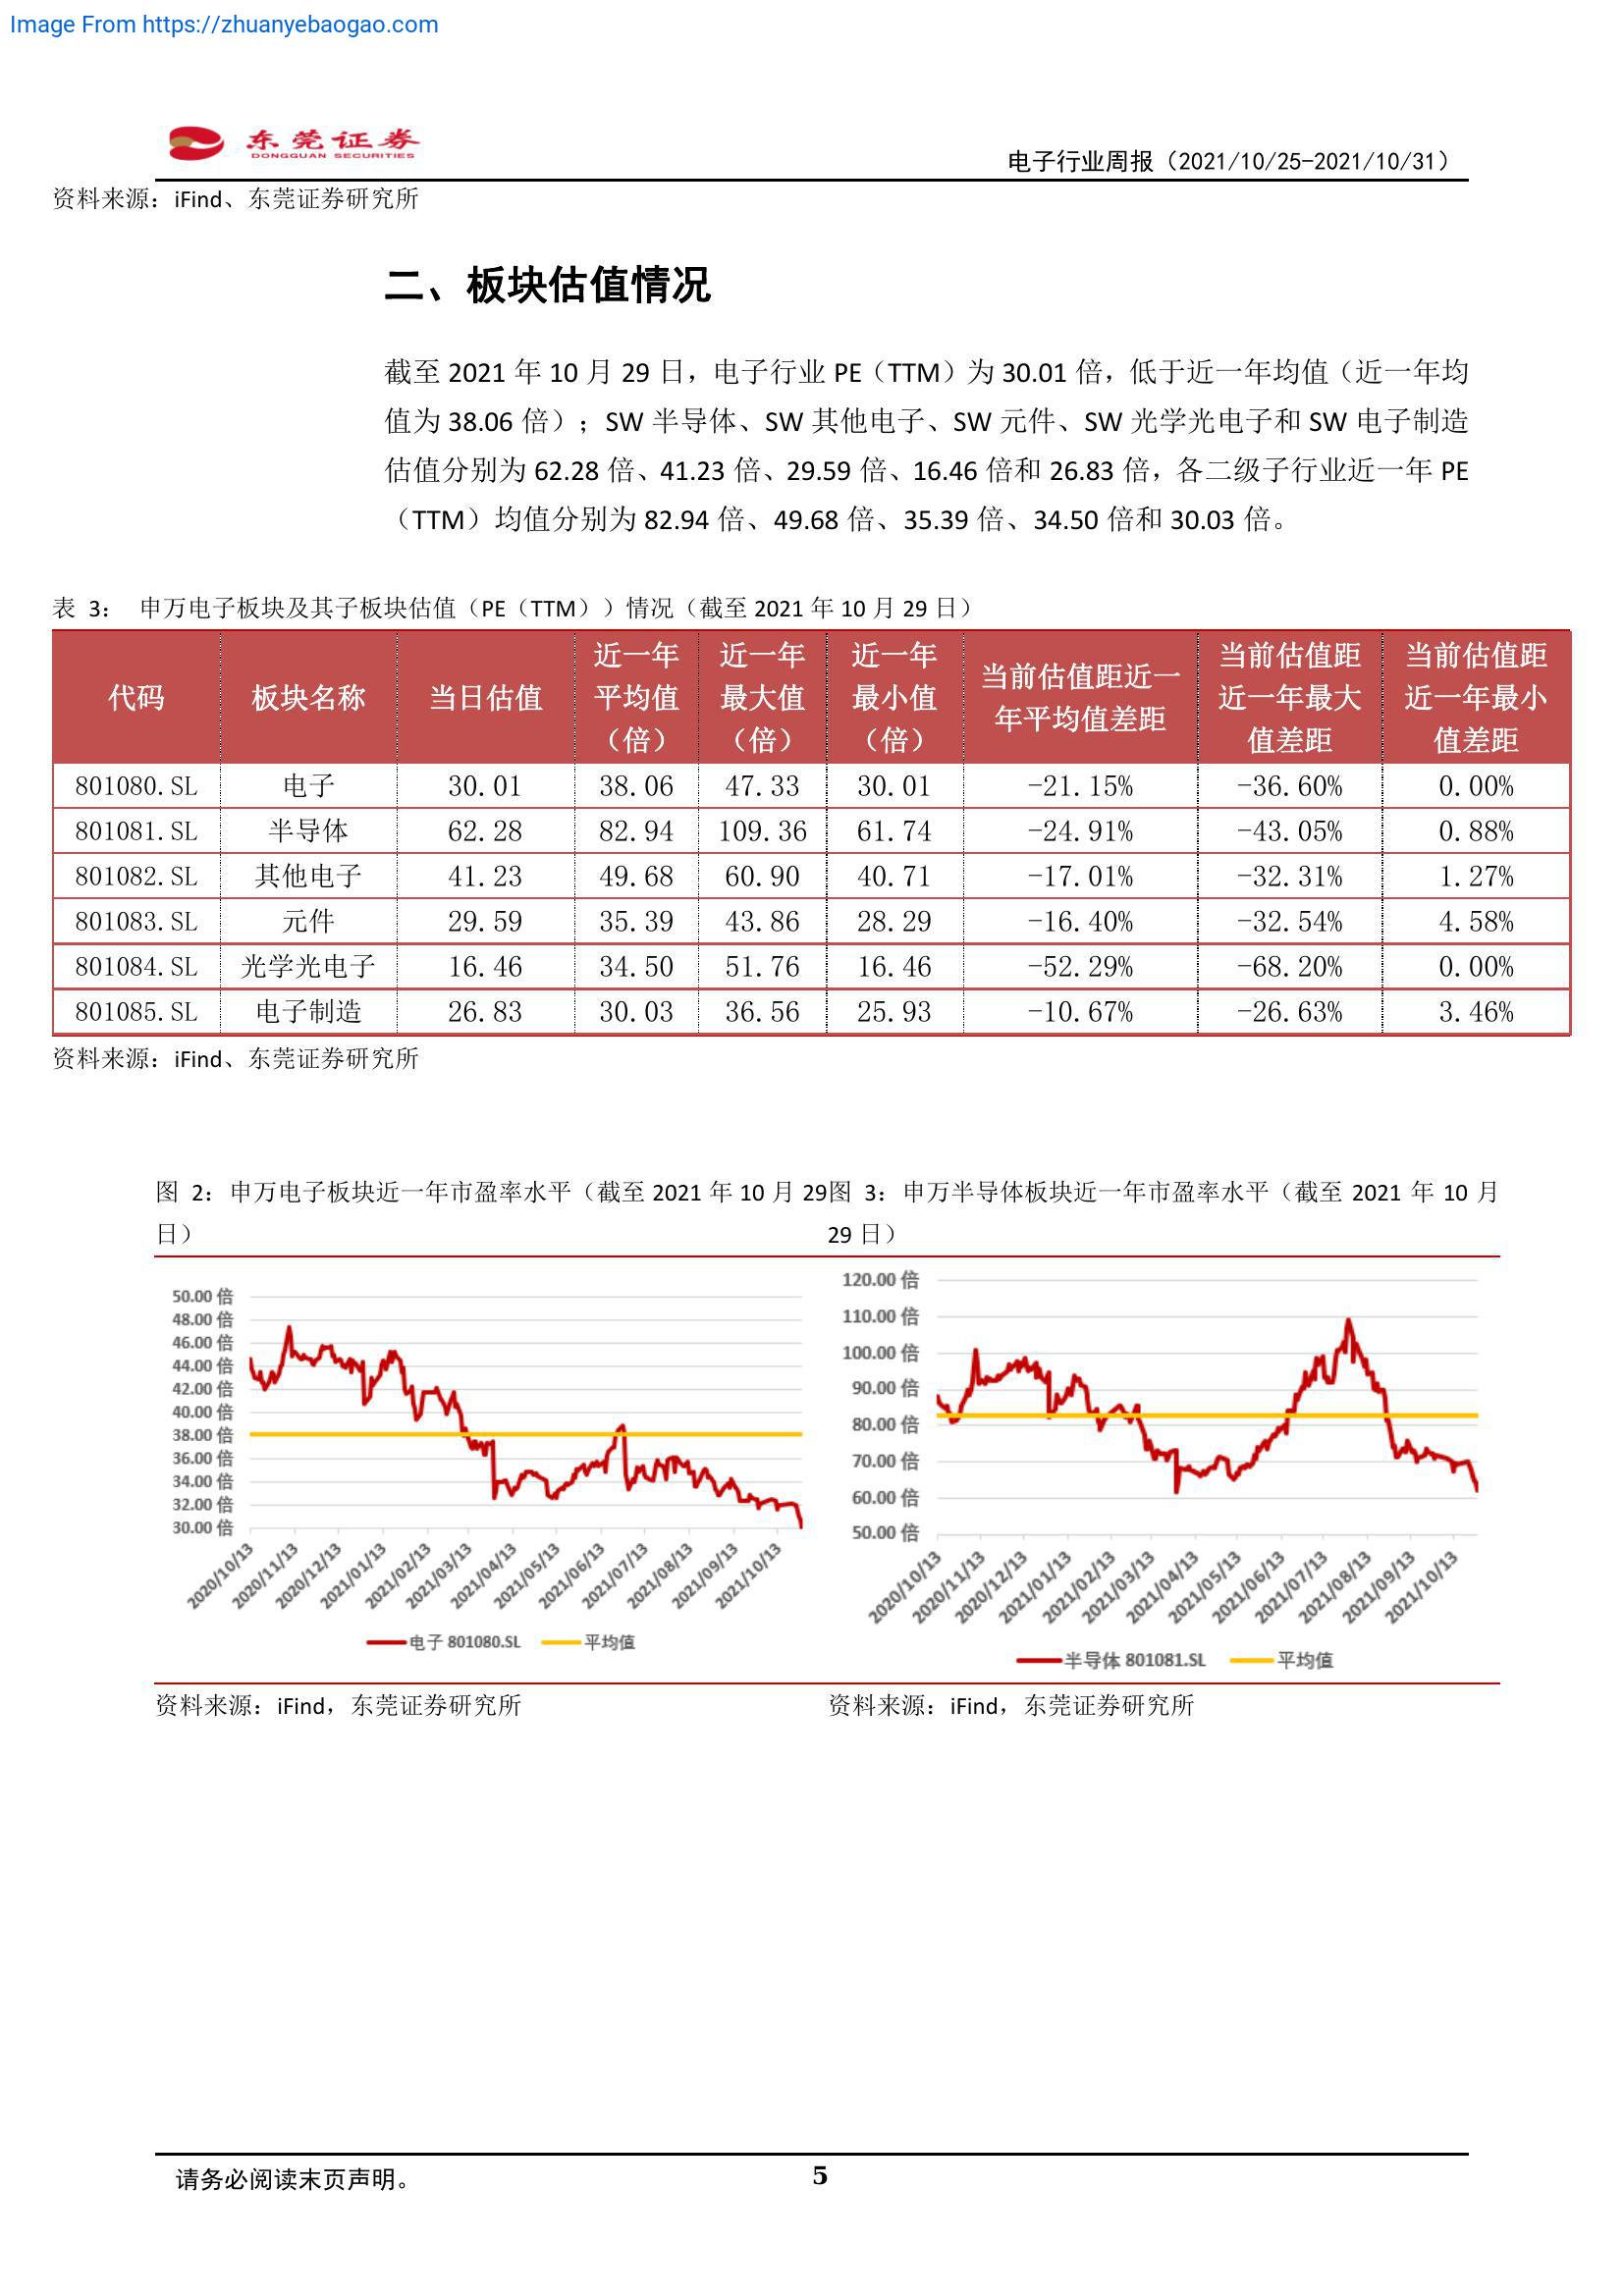 Image From https://zhuanyebaogao.com
东莞证券
DONGGUAN SECURITIES
电子行业周报（2021/10/25-2021/10/31）
资料来源：iFind、东莞证券研究所
二、板块估值情况
截至 2021 年 10 月 29 日，电子行业 PE（TTM）为 30.01 倍，低于近一年均值（近一年均
值为 38.06 倍）；SW 半导体、SW 其他电子、SW 元件、SW 光学光电子和 SW 电子制造
估值分别为 62.28 倍、41.23 倍、29.59 倍、16.46 倍和 26.83 倍，各二级子行业近一年 PE
（TTM）均值分别为 82.94 倍、49.68 倍、35.39 倍、34.50 倍和 30.03 倍。
表 3： 申万电子板块及其子板块估值（PE（TTM））情况（截至 2021 年 10 月 29 日）
代码 板块名称 当日估值 近一年平均值（倍） 近一年最大值（倍） 近一年最小值（倍） 当前估值距近一年平均值差距 当前估值距近一年最大值差距 当前估值距近一年最小值差距
801080.SL 电子 30.01 38.06 47.33 30.01 -21.15% -36.60% 0.00%
801081.SL 半导体 62.28 82.94 109.36 61.74 -24.91% -43.05% 0.88%
801082.SL 其他电子 41.23 49.68 60.90 40.71 -17.01% -32.31% 1.27%
801083.SL 元件 29.59 35.39 43.86 28.29 -16.40% -32.54% 4.58%
801084.SL 光学光电子 16.46 34.50 51.76 16.46 -52.29% -68.20% 0.00%
801085.SL 电子制造 26.83 30.03 36.56 25.93 -10.67% -26.63% 3.46%
资料来源：iFind、东莞证券研究所
图 2：申万电子板块近一年市盈率水平（截至 2021 年 10 月 29
日）
50.00 倍
48.00 倍
46.00 倍
44.00 倍
42.00 倍
40.00 倍
38.00 倍
36.00 倍
34.00 倍
32.00 倍
30.00 倍
2020/10/13 2020/11/13 2020/12/13 2021/01/13 2021/02/13 2021/03/13 2021/04/13 2021/05/13 2021/06/13 2021/07/13 2021/08/13 2021/09/13 2021/10/13
电子 801080.SL 平均值
资料来源：iFind，东莞证券研究所
图 3：申万半导体板块近一年市盈率水平（截至 2021 年 10 月
29 日）
120.00 倍
110.00 倍
100.00 倍
90.00 倍
80.00 倍
70.00 倍
60.00 倍
50.00 倍
2020/10/13 2020/11/13 2020/12/13 2021/01/13 2021/02/13 2021/03/13 2021/04/13 2021/05/13 2021/06/13 2021/07/13 2021/08/13 2021/09/13 2021/10/13
半导体 801081.SL 平均值
资料来源：iFind，东莞证券研究所
请务必阅读末页声明。
5